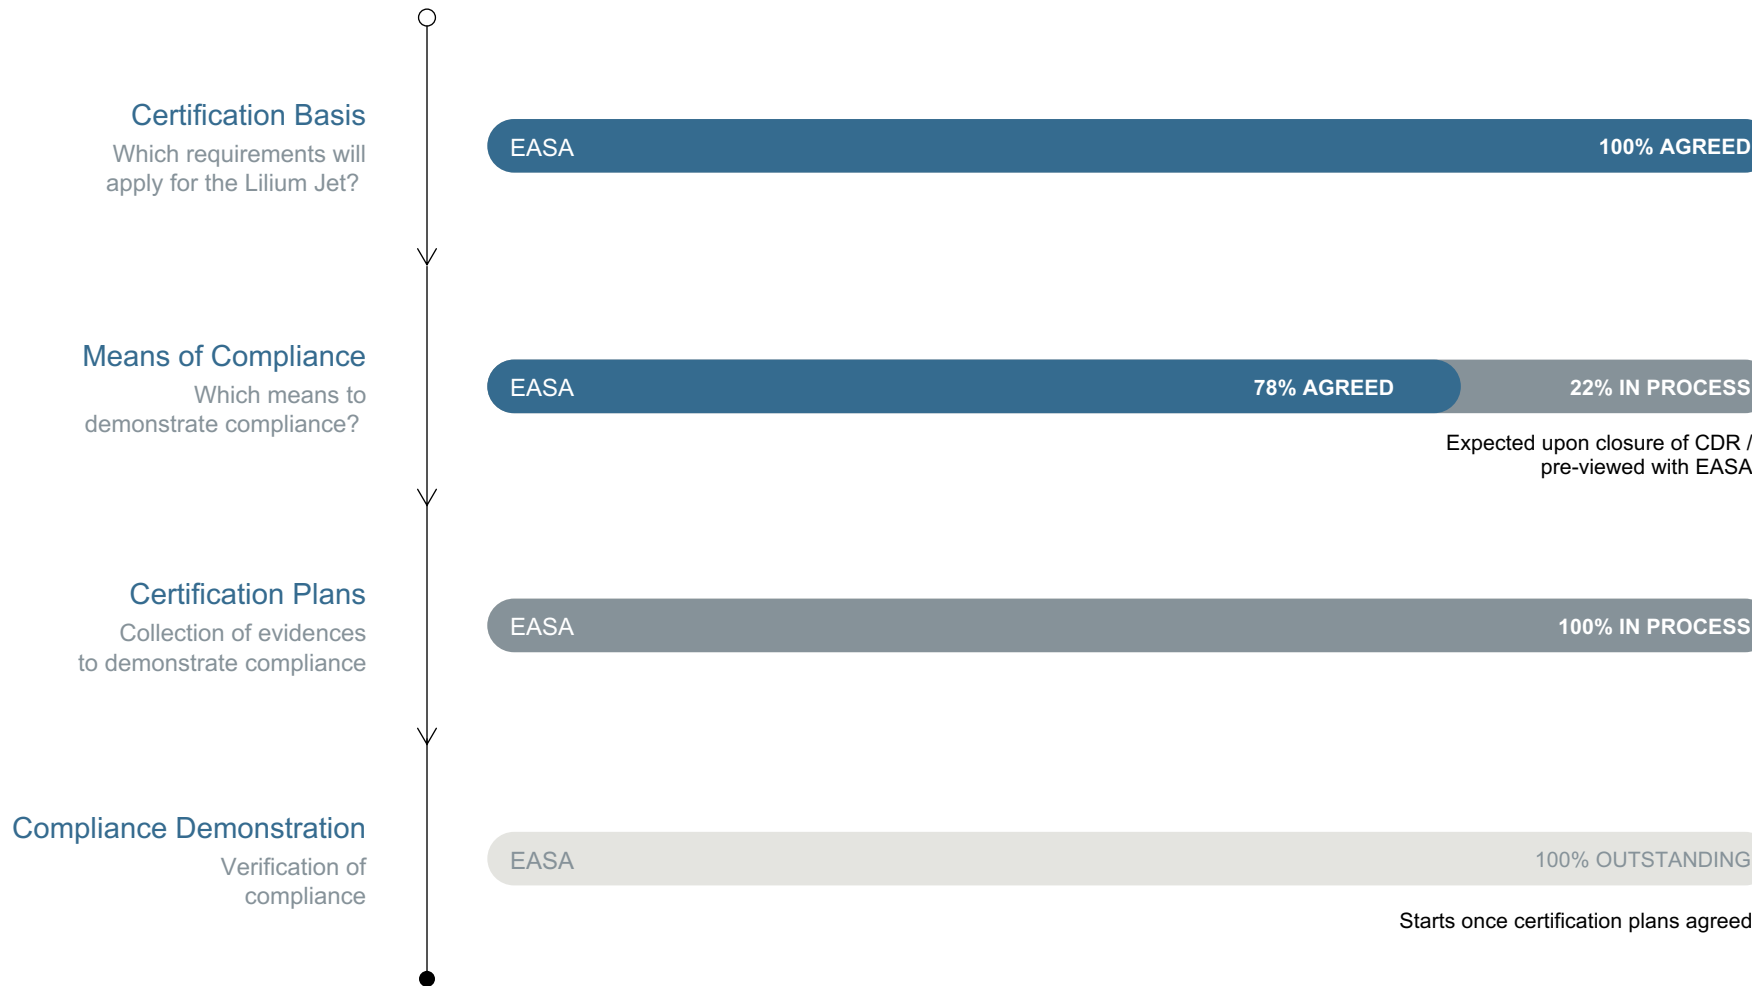 Certification Basis
Which requirements will
apply for the Lilium Jet?
EASA
100% AGREED
Means of Compliance
Which means to
demonstrate compliance?
EASA
78% AGREED
22% IN PROCESS
Expected upon closure of CDR /
pre-viewed with EASA
Certification Plans
Collection of evidences
to demonstrate compliance
EASA
100% IN PROCESS
Compliance Demonstration
Verification of
compliance
EASA
100% OUTSTANDING
Starts once certification plans agreed